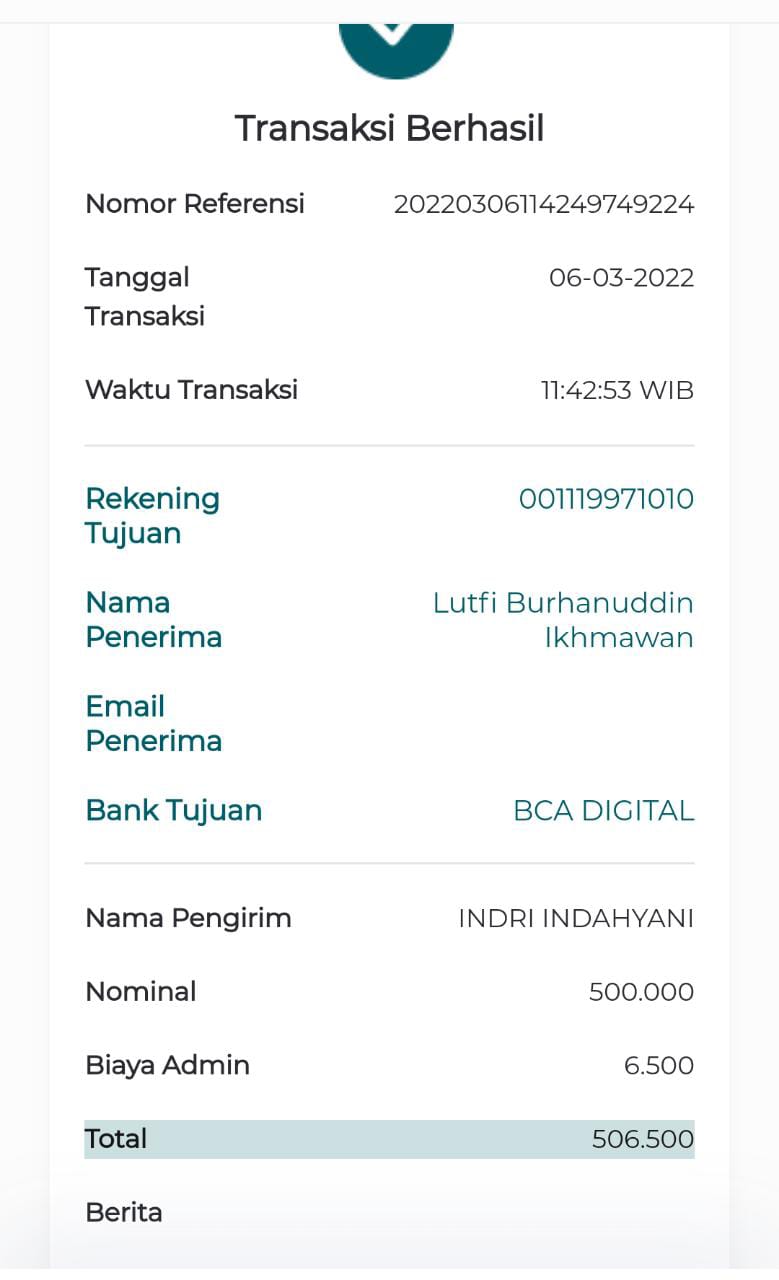 Transaksi Berhasil
Nomor Referensi 20220306114249749224
Tanggal Transaksi 06-03-2022
Waktu Transaksi 11:42:53 WIB
Rekening Tujuan 001119971010
Nama Penerima Lutfi Burhanuddin Ikhmawan
Email Penerima
Bank Tujuan BCA DIGITAL
Nama Pengirim INDRI INDAHYANI
Nominal 500.000
Biaya Admin 6.500
Total 506.500
Berita